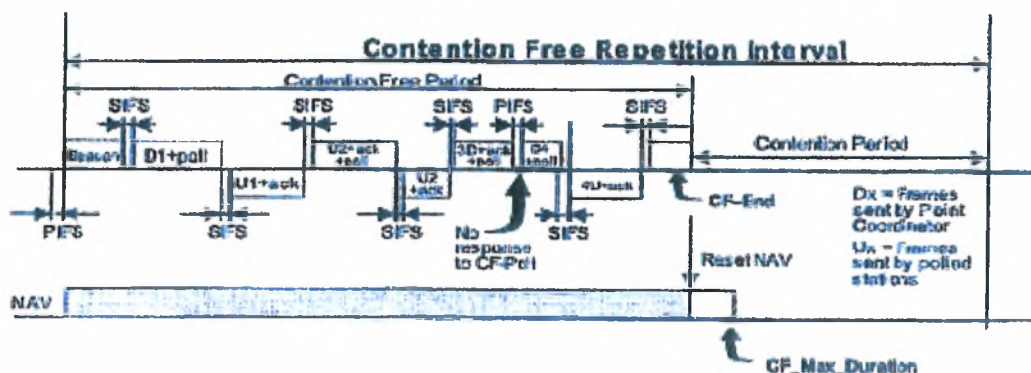 Contention Free Repetition Interval
Contention Free Period
SIFS
SIFS
SIFS
PIFS
SIFS
Contention Period
Beacon
D1+poll
U2+ack
+poll
3D+ack
+poll
D4
+poll
U1+ack
U2
+ack
4U+ack
PIFS
SIFS
SIFS
No
response
to CF-Poll
SIFS
CF-End
Dx = Frames
sent by Point
Coordinator
Ux = Frames
sent by polled
stations
Reset NAV
NAV
CF_Max_Duration